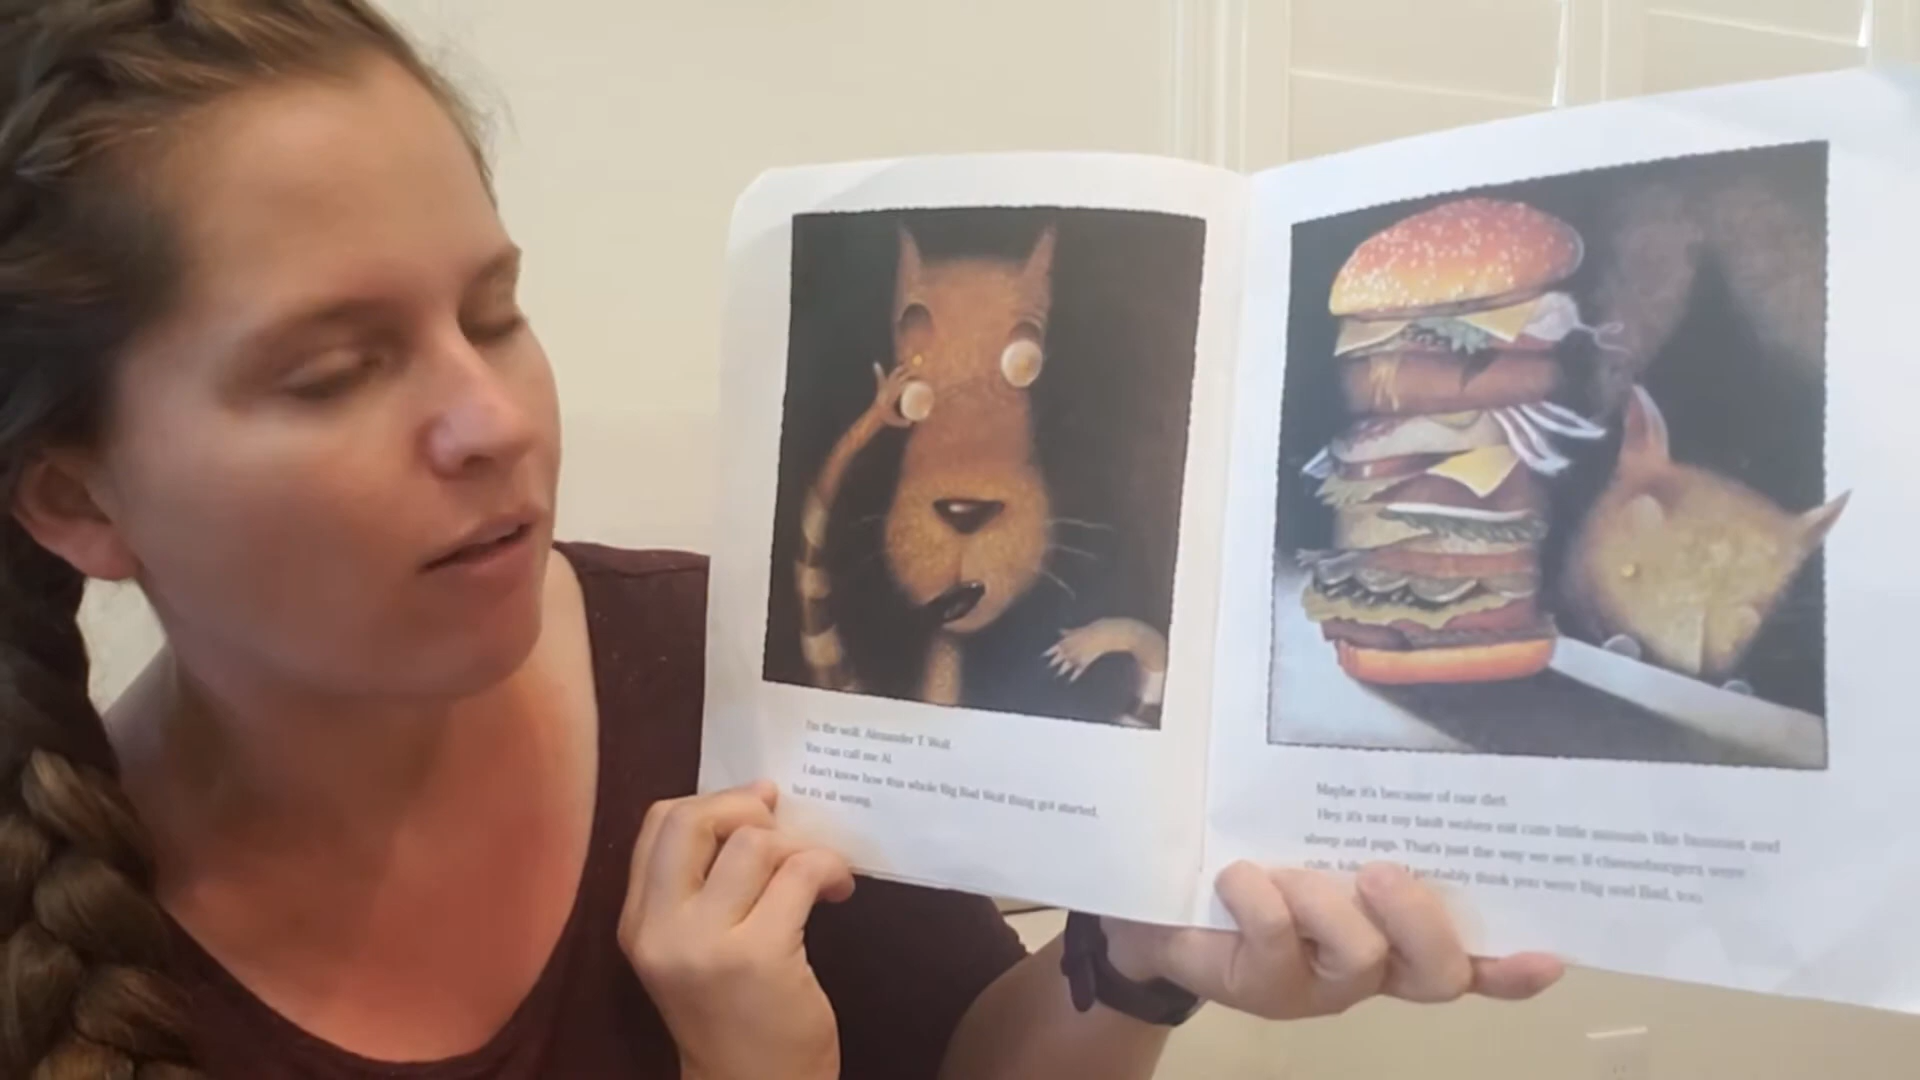 I'm the wolf. Alexander T. Wolf.
You can call me Al.
I don't know how this whole Big Bad Wolf thing got started,
but it's all wrong.
Maybe it's because of our diet.
Hey, it's not my fault wolves eat cute little animals like bunnies and
sheep and pigs. That's just the way we are. If cheeseburgers were
cute, probably think you were Big and Bad, too.